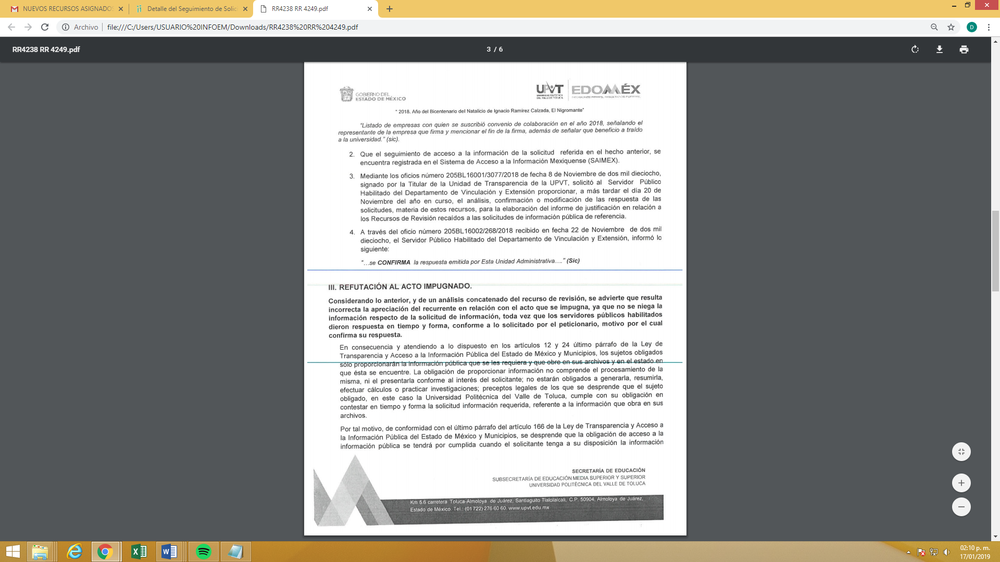 NUEVOS RECURSOS ASIGNADOS
Detalle del Seguimiento de Solic
RR4238 RR 4249.pdf
Archivo
file:///C:/Users/USUARIO%20INFOEM/Downloads/RR4238%20RR%204249.pdf
D
RR4238 RR 4249.pdf
3 / 6
GOBIERNO DEL
ESTADO DE MÉXICO
UPVT
UNIVERSIDAD POLITÉCNICA
DEL VALLE DE TOLUCA
EDOMÉX
DECISIONES FIRMES, RESULTADOS FUERTES.
" 2018. Año del Bicentenario del Natalicio de Ignacio Ramírez Calzada, El Nigromante"
"Listado de empresas con quien se suscribió convenio de colaboración en el año 2018, señalando el
representante de la empresa que firma y mencionar el fin de la firma, además de señalar que beneficio a traído
a la universidad." (sic).
2. Que el seguimiento de acceso a la información de la solicitud referida en el hecho anterior, se
encuentra registrada en el Sistema de Acceso a la Información Mexiquense (SAIMEX).
3. Mediante los oficios número 205BL16001/3077/2018 de fecha 8 de Noviembre de dos mil dieciocho,
signado por la Titular de la Unidad de Transparencia de la UPVT, solicitó al Servidor Público
Habilitado del Departamento de Vinculación y Extensión proporcionar, a más tardar el día 20 de
Noviembre del año en curso, el análisis, confirmación o modificación de las respuesta de las
solicitudes, materia de estos recursos, para la elaboración del informe de justificación en relación a
los Recursos de Revisión recaídos a las solicitudes de información pública de referencia.
4. A través del oficio número 205BL16002/268/2018 recibido en fecha 22 de Noviembre de dos mil
dieciocho, el Servidor Público Habilitado del Departamento de Vinculación y Extensión, informó lo
siguiente:
"…se CONFIRMA la respuesta emitida por Esta Unidad Administrativa…." (Sic)
III. REFUTACIÓN AL ACTO IMPUGNADO.
Considerando lo anterior, y de un análisis concatenado del recurso de revisión, se advierte que resulta
incorrecta la apreciación del recurrente en relación con el acto que se impugna, ya que no se niega la
información respecto de la solicitud de información, toda vez que los servidores públicos habilitados
dieron respuesta en tiempo y forma, conforme a lo solicitado por el peticionario, motivo por el cual
confirma su respuesta.
En consecuencia y atendiendo a lo dispuesto en los artículos 12 y 24 último párrafo de la Ley de
Transparencia y Acceso a la Información Pública del Estado de México y Municipios, los sujetos obligados
sólo proporcionarán la información pública que se les requiera y que obre en sus archivos y en el estado en
que ésta se encuentre. La obligación de proporcionar información no comprende el procesamiento de la
misma, ni el presentarla conforme al interés del solicitante; no estarán obligados a generarla, resumirla,
efectuar cálculos o practicar investigaciones; preceptos legales de los que se desprende que el sujeto
obligado, en este caso la Universidad Politécnica del Valle de Toluca, cumple con su obligación en
contestar en tiempo y forma la solicitud información requerida, referente a la información que obra en sus
archivos.
Por tal motivo, de conformidad con el último párrafo del artículo 166 de la Ley de Transparencia y Acceso a
la Información Pública del Estado de México y Municipios, se desprende que la obligación de acceso a la
información pública se tendrá por cumplida cuando el solicitante tenga a su disposición la información
SECRETARÍA DE EDUCACIÓN
SUBSECRETARÍA DE EDUCACIÓN MEDIA SUPERIOR Y SUPERIOR
UNIVERSIDAD POLITÉCNICA DEL VALLE DE TOLUCA
Km 5.6 carretera Toluca-Almoloya de Juárez, Santiaguito Tlalcilalcali, C.P. 50904, Almoloya de Juárez,
Estado de México. Tel.: (01 722) 276 60 60. www.upvt.edu.mx
02:10 p. m.
17/01/2019